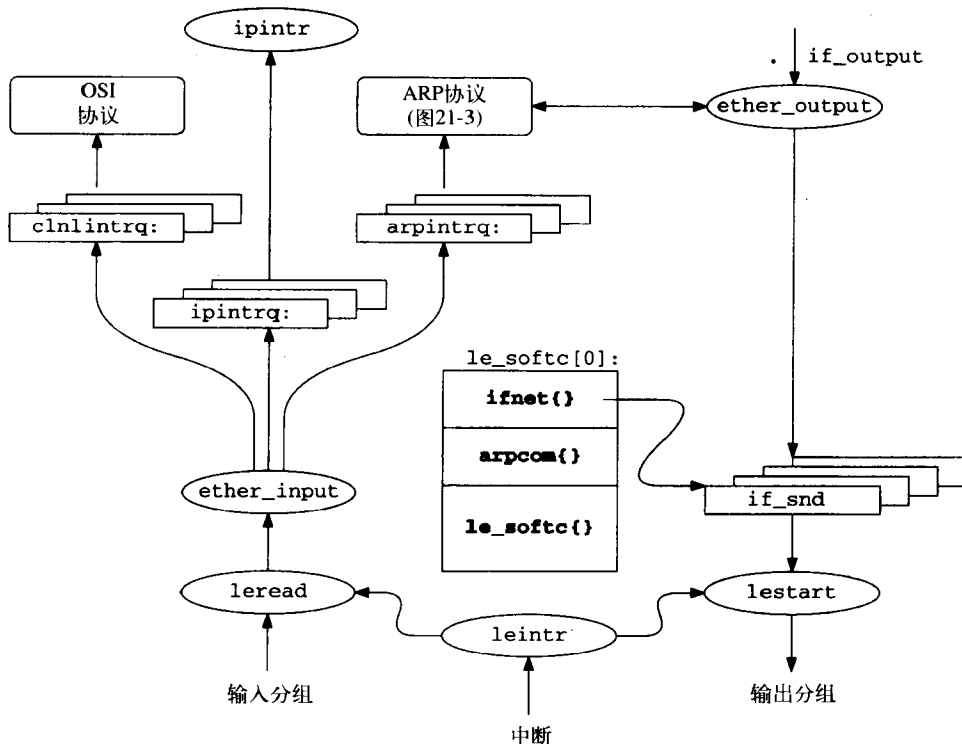 ipintr
if_output
OSI
协议
ARP协议
(图21-3)
ether_output
clnlintrq:
arpintrq:
ipintrq:
le_softc[0]:
ifnet{}
arpcom{}
ether_input
if_snd
le_softc{}
leread
lestart
leintr
输入分组
输出分组
中断